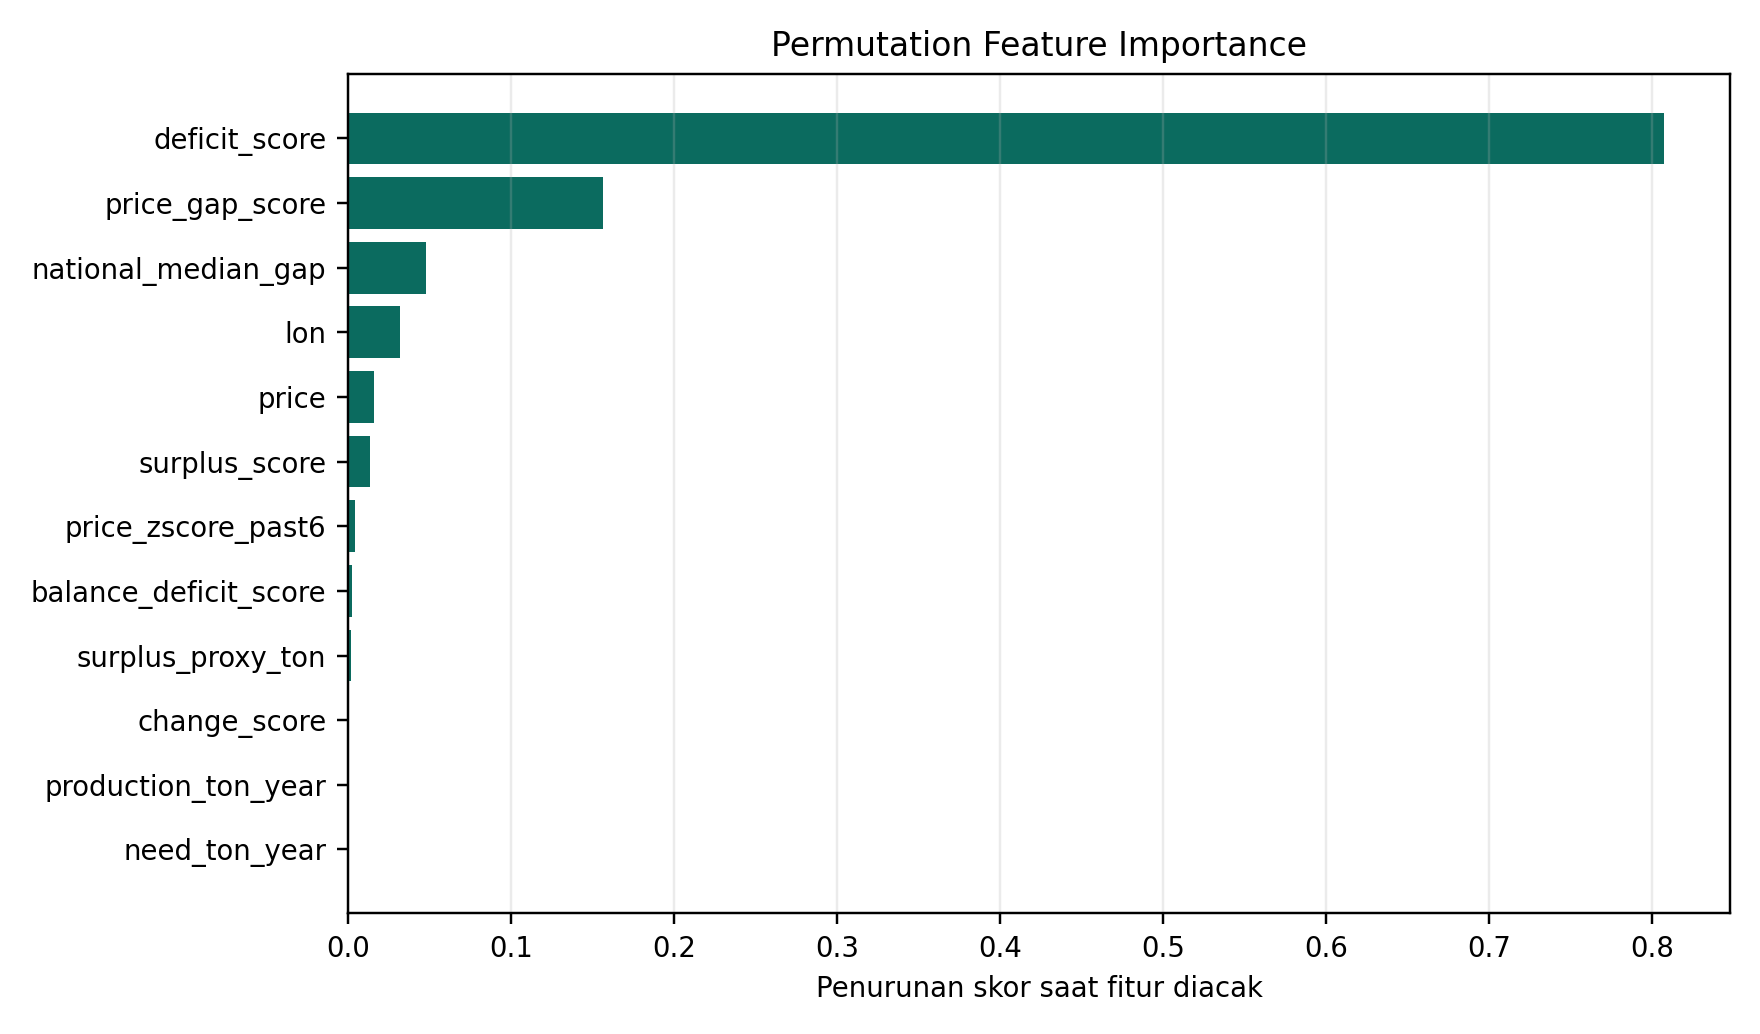 Permutation Feature Importance
deficit_score
price_gap_score
national_median_gap
lon
price
surplus_score
price_zscore_past6
balance_deficit_score
surplus_proxy_ton
change_score
production_ton_year
need_ton_year
0.0 0.1 0.2 0.3 0.4 0.5 0.6 0.7 0.8
Penurunan skor saat fitur diacak